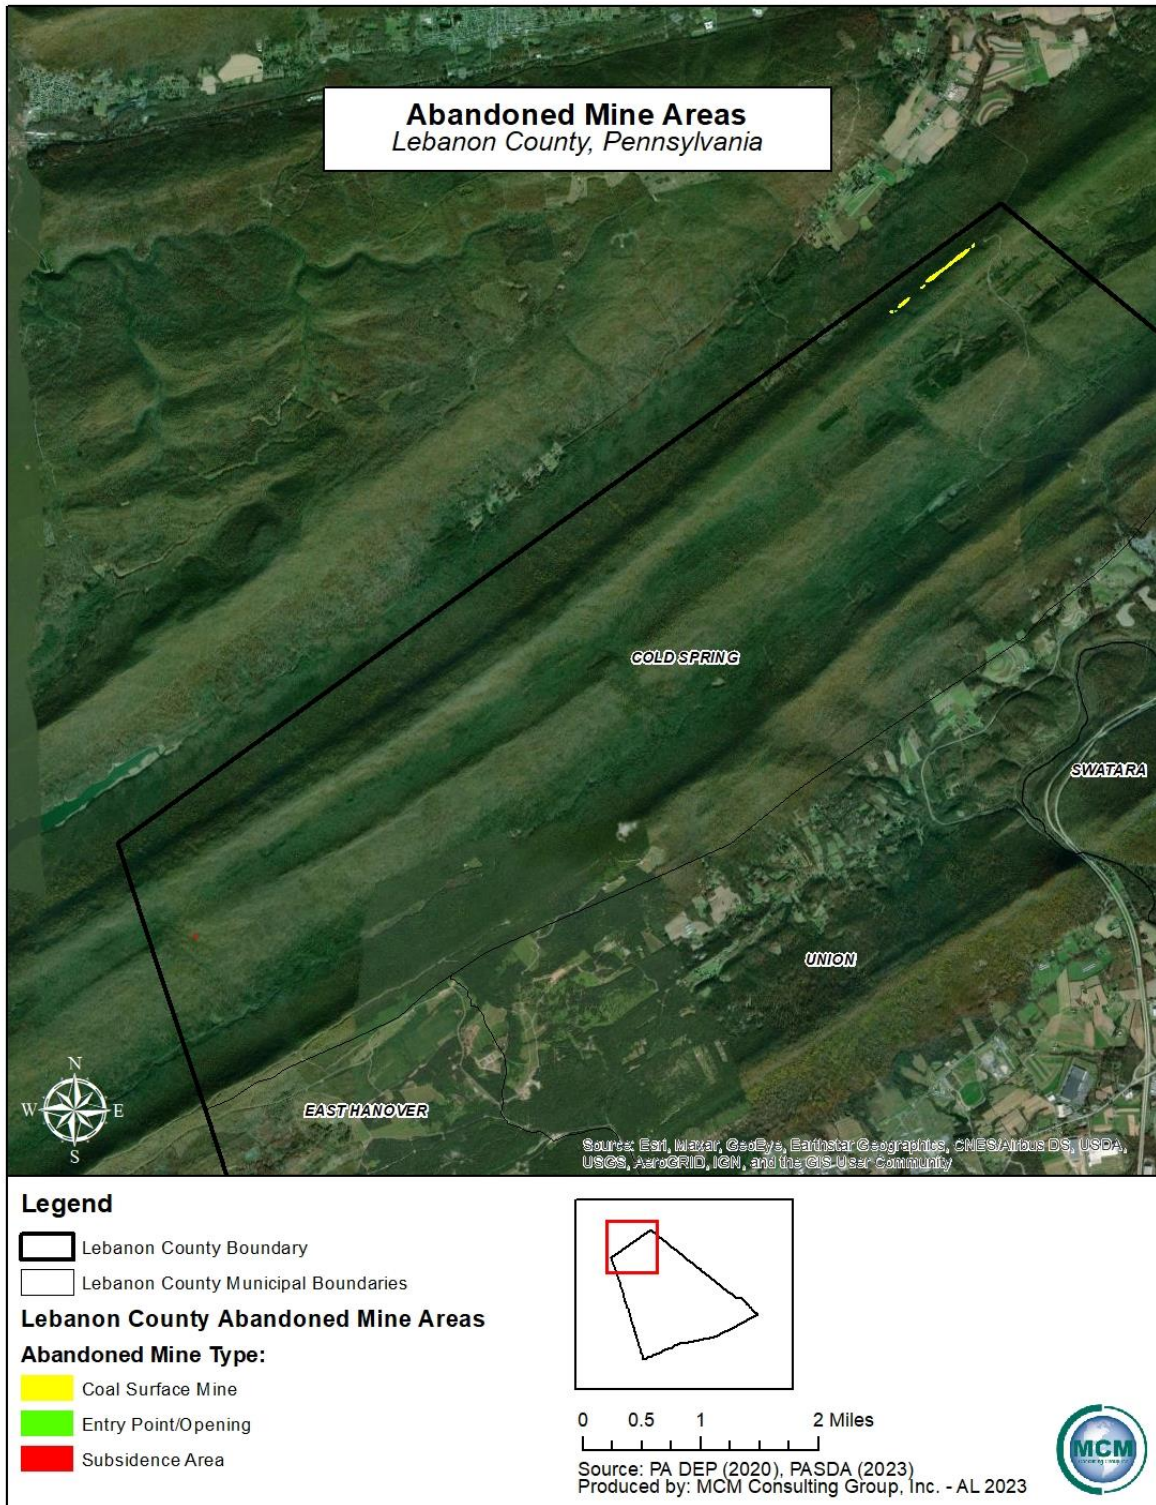 Abandoned Mine Areas
Lebanon County, Pennsylvania
COLD SPRING
SWATARA
UNION
EAST HANOVER
N
W
E
S
Source: Esri, Maxar, GeoEye, Earthstar Geographics, CNES/Airbus DS, USDA,
USGS, AeroGRID, IGN, and the GIS User Community
Legend
Lebanon County Boundary
Lebanon County Municipal Boundaries
Lebanon County Abandoned Mine Areas
Abandoned Mine Type:
Coal Surface Mine
Entry Point/Opening
Subsidence Area
0 0.5 1 2 Miles
Source: PA DEP (2020), PASDA (2023)
Produced by: MCM Consulting Group, Inc. - AL 2023
MCM